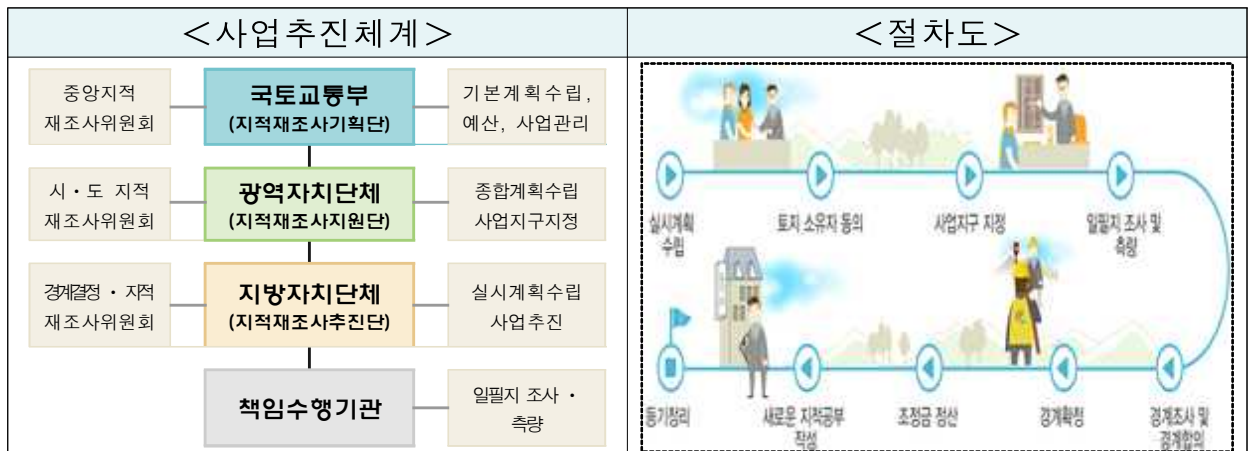 <사업추진체계>
중앙지적
재조사위원회
국토교통부
(지적재조사기획단)
기본계획수립,
예산, 사업관리
시・도 지적
재조사위원회
광역자치단체
(지적재조사지원단)
종합계획수립
사업지구지정
경계결정・지적
재조사위원회
지방자치단체
(지적재조사추진단)
실시계획수립
사업추진
책임수행기관
일필지 조사・
측량
<절차도>
실시계획
수립
토지 소유자 동의
사업지구 지정
일필지 조사 및
측량
등기정리
새로운 지적공부
작성
조정금 정산
경계확정
경계조사 및
경계합의